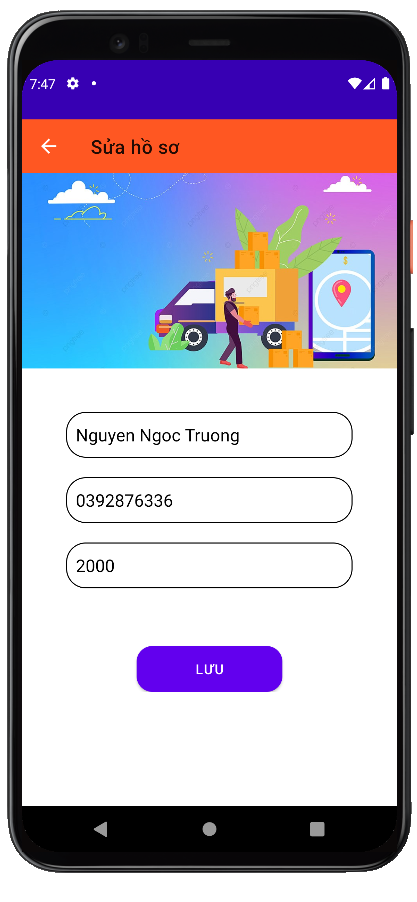 7:47
Sửa hồ sơ
Nguyen Ngoc Truong
0392876336
2000
LƯU